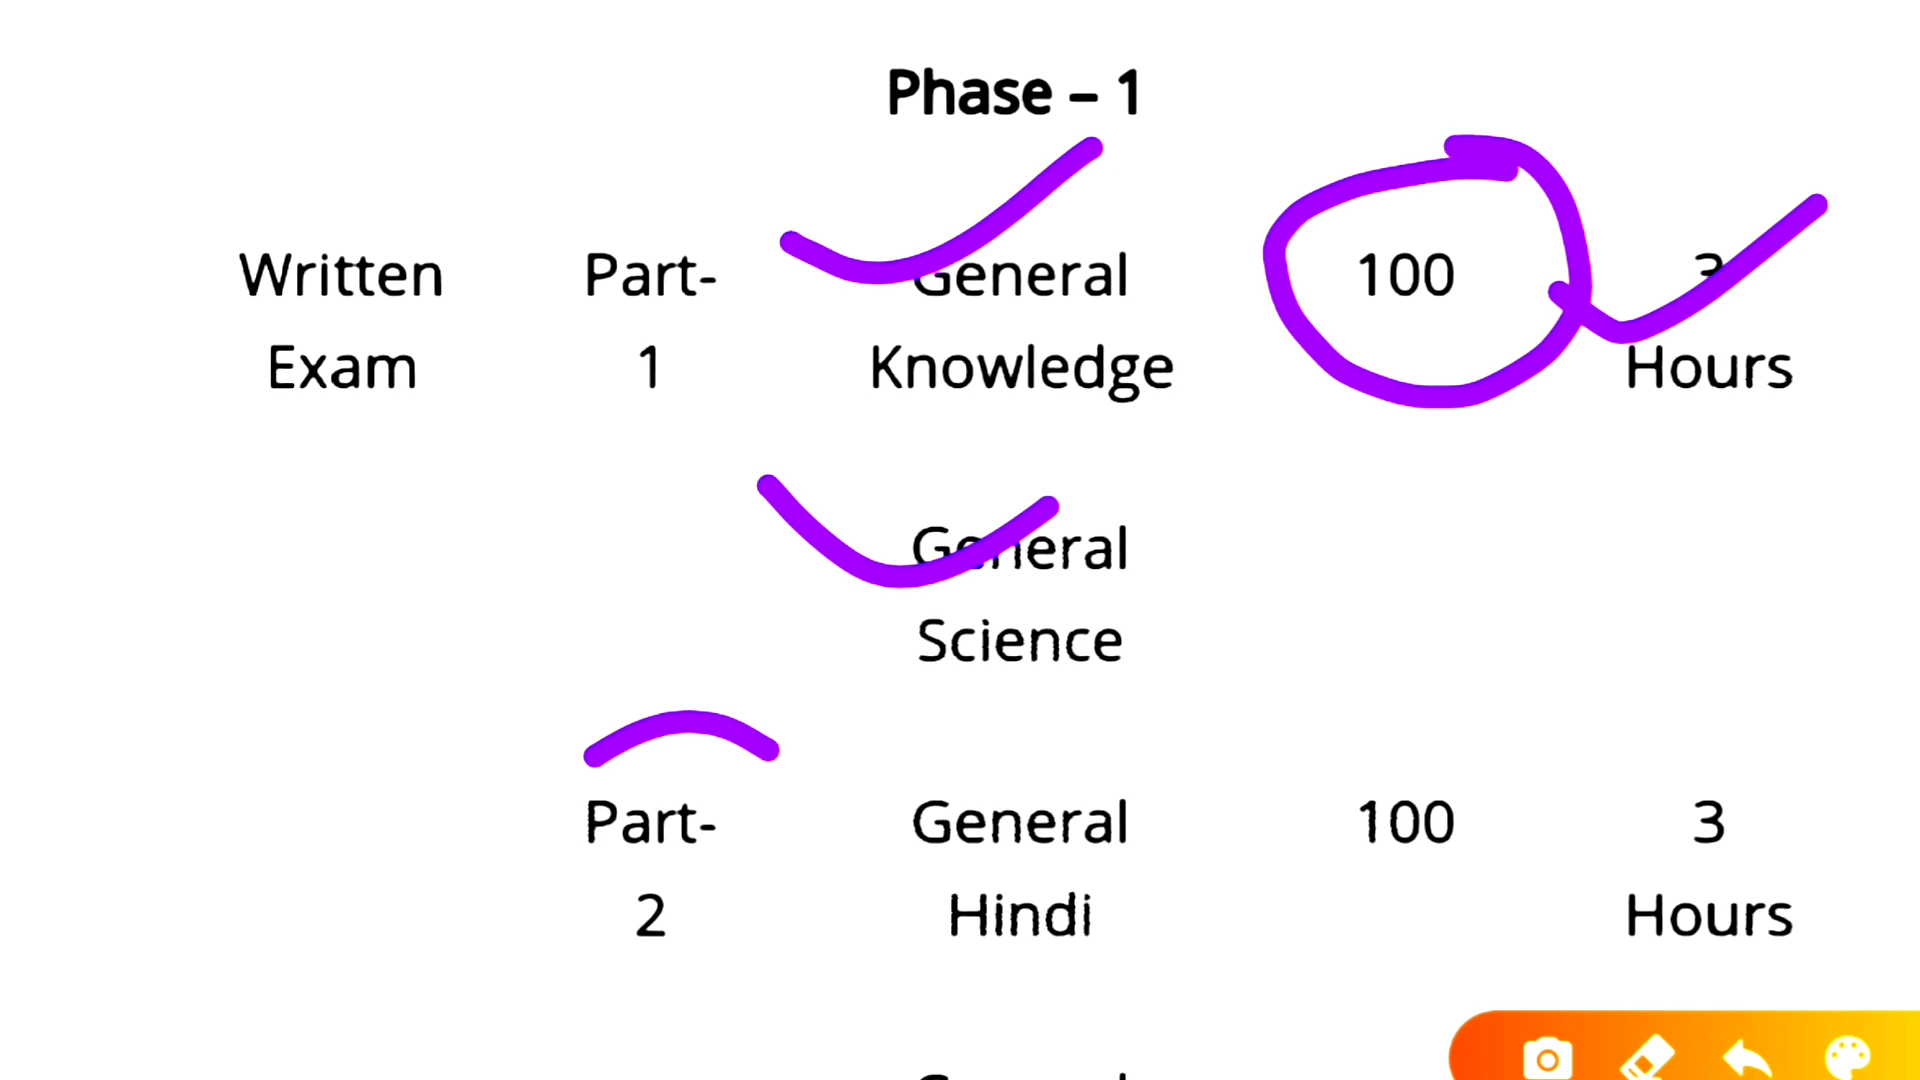 Phase – 1
Written Part- General 100 3
Exam 1 Knowledge Hours
General
Science
Part- General 100 3
2 Hindi Hours